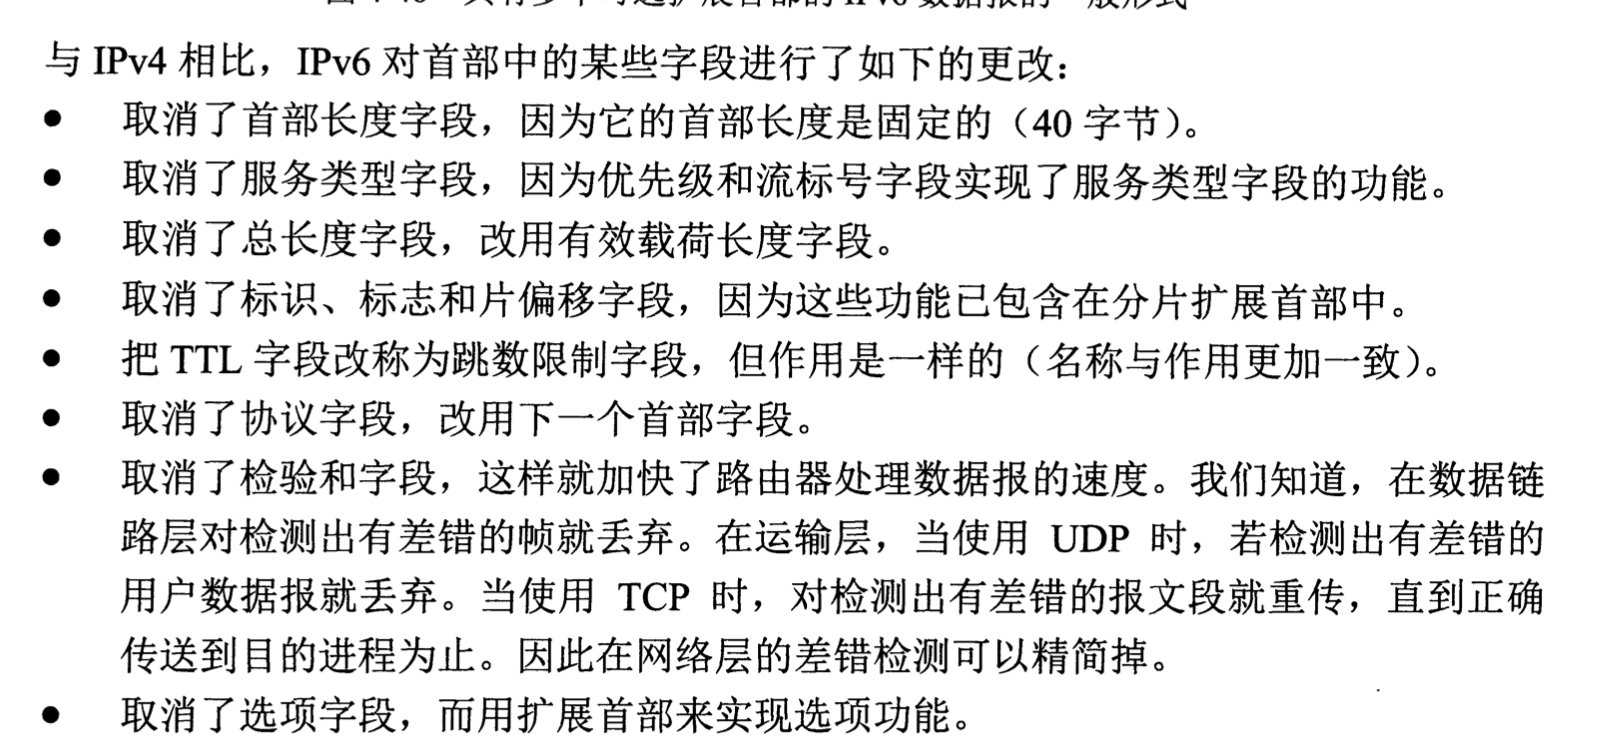 与 IPv4 相比，IPv6 对首部中的某些字段进行了如下的更改：
● 取消了首部长度字段，因为它的首部长度是固定的（40 字节）。
● 取消了服务类型字段，因为优先级和流标号字段实现了服务类型字段的功能。
● 取消了总长度字段，改用有效载荷长度字段。
● 取消了标识、标志和片偏移字段，因为这些功能已包含在分片扩展首部中。
● 把 TTL 字段改称为跳数限制字段，但作用是一样的（名称与作用更加一致）。
● 取消了协议字段，改用下一个首部字段。
● 取消了检验和字段，这样就加快了路由器处理数据报的速度。我们知道，在数据链
路层对检测出有差错的帧就丢弃。在运输层，当使用 UDP 时，若检测出有差错的
用户数据报就丢弃。当使用 TCP 时，对检测出有差错的报文段就重传，直到正确
传送到目的进程为止。因此在网络层的差错检测可以精简掉。
● 取消了选项字段，而用扩展首部来实现选项功能。